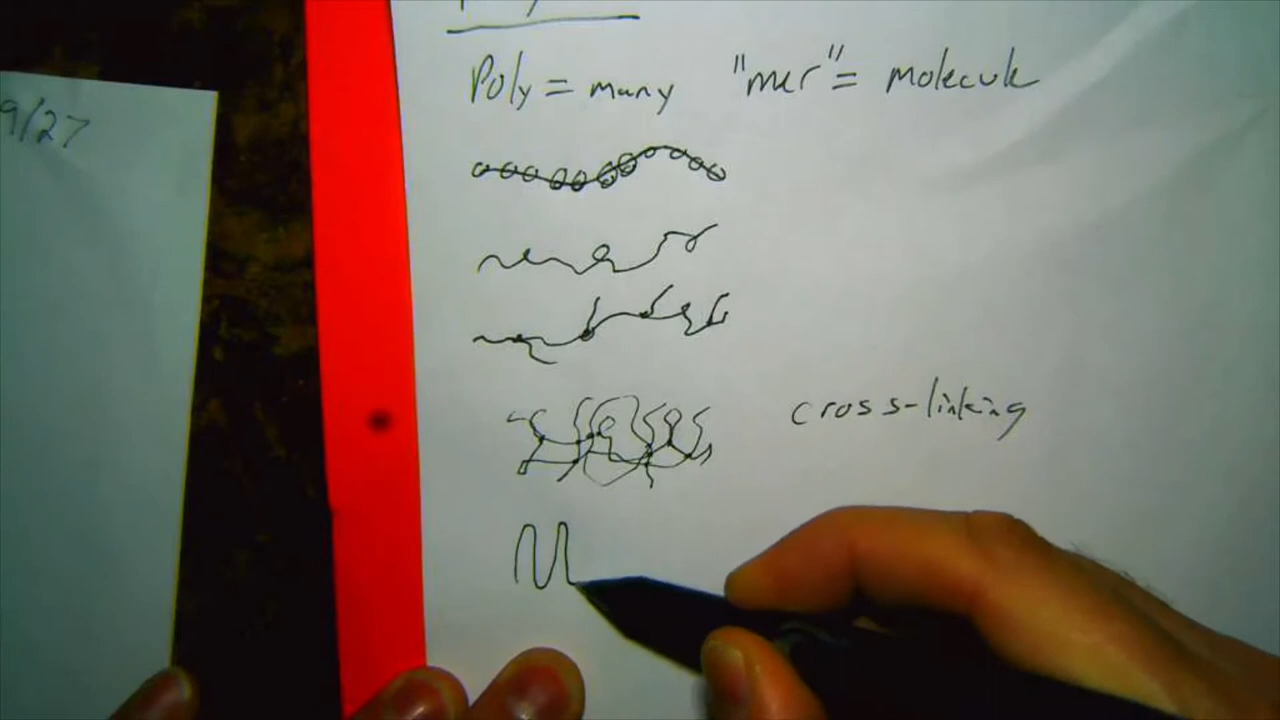 9/27
Poly = many "mer" = molecule
cross-linking